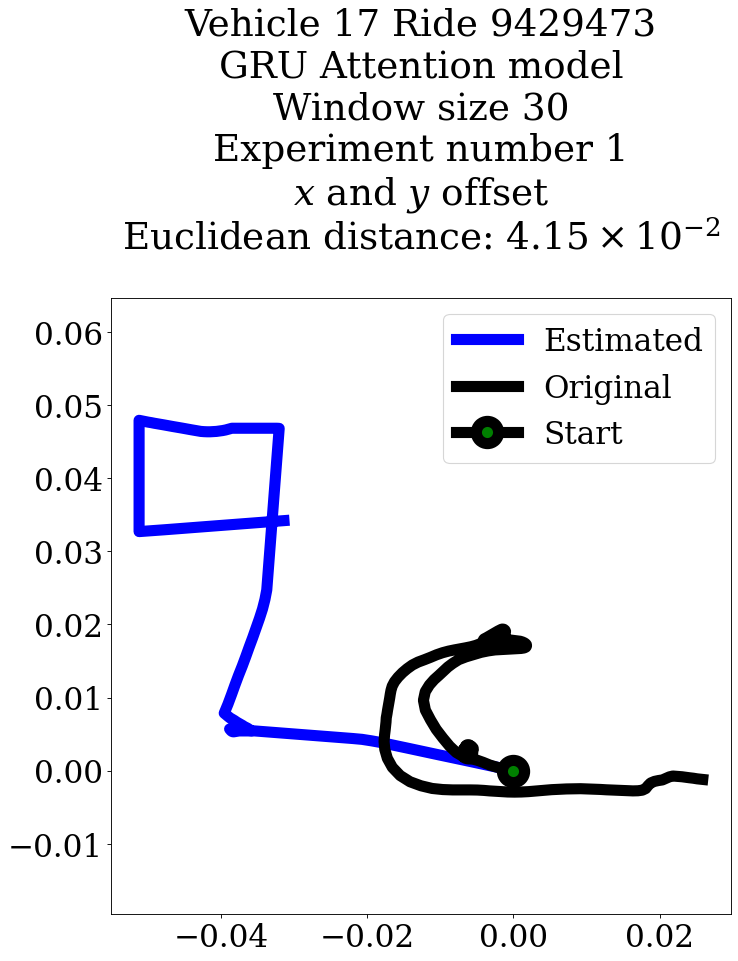 Vehicle 17 Ride 9429473
GRU Attention model
Window size 30
Experiment number 1
x and y offset
Euclidean distance: 4.15 × 10⁻²
Estimated
Original
Start
0.06
0.05
0.04
0.03
0.02
0.01
0.00
−0.01
−0.04
−0.02
0.00
0.02